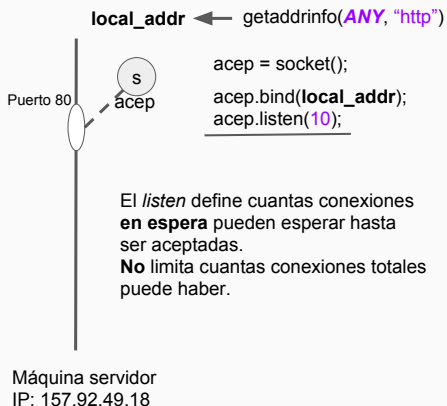 local_addr getaddrinfo(ANY, “http”)
s
acep
Puerto 80
acep = socket();
acep.bind(local_addr);
acep.listen(10);
El listen define cuantas conexiones
en espera pueden esperar hasta
ser aceptadas.
No limita cuantas conexiones totales
puede haber.
Máquina servidor
IP: 157.92.49.18